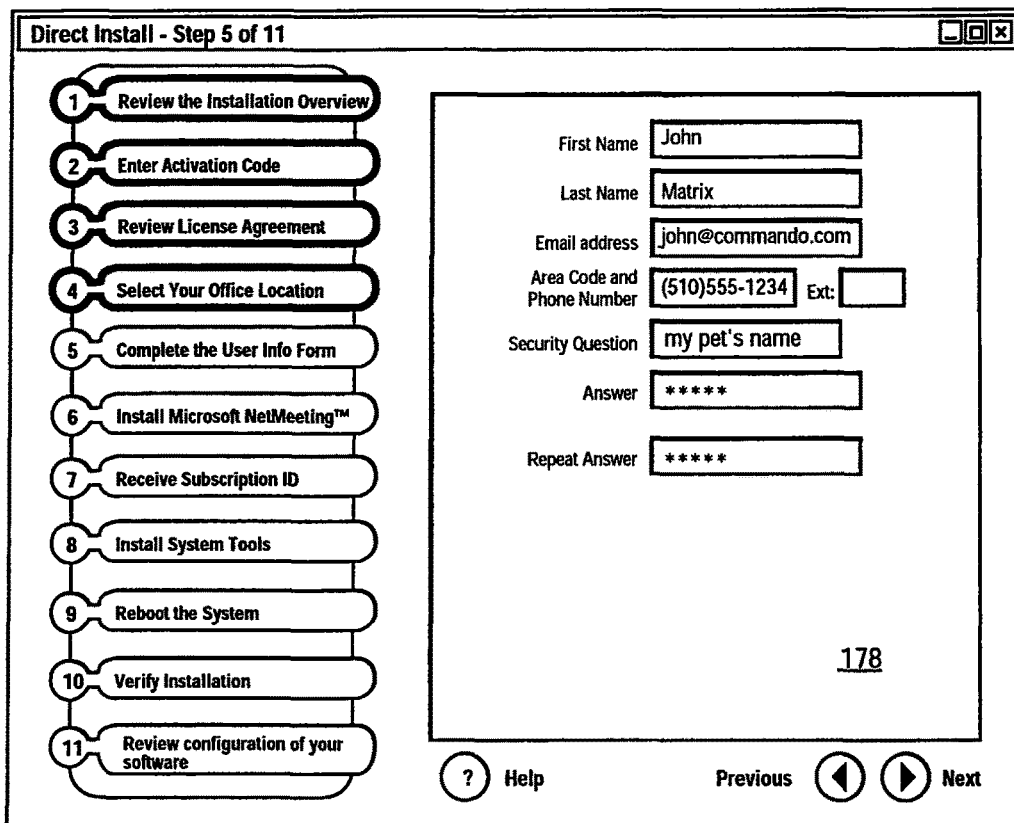 Direct Install - Step 5 of 11
1 Review the Installation Overview
2 Enter Activation Code
3 Review License Agreement
4 Select Your Office Location
5 Complete the User Info Form
6 Install Microsoft NetMeeting™
7 Receive Subscription ID
8 Install System Tools
9 Reboot the System
10 Verify Installation
11 Review configuration of your
software
First Name John
Last Name Matrix
Email address john@commando.com
Area Code and
Phone Number (510)555-1234 Ext:
Security Question my pet's name
Answer *****
Repeat Answer *****
178
? Help Previous Next